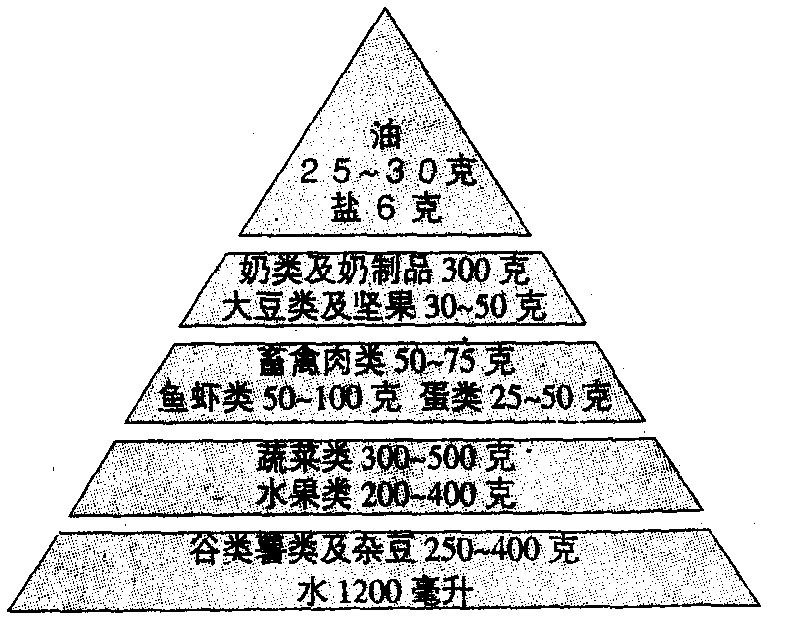 油
25~30克
盐6克
奶类及奶制品300克
大豆类及坚果30~50克
畜禽肉类50~75克
鱼虾类50~100克 蛋类25~50克
蔬菜类300~500克
水果类200~400克
谷类薯类及杂豆250~400克
水1200毫升